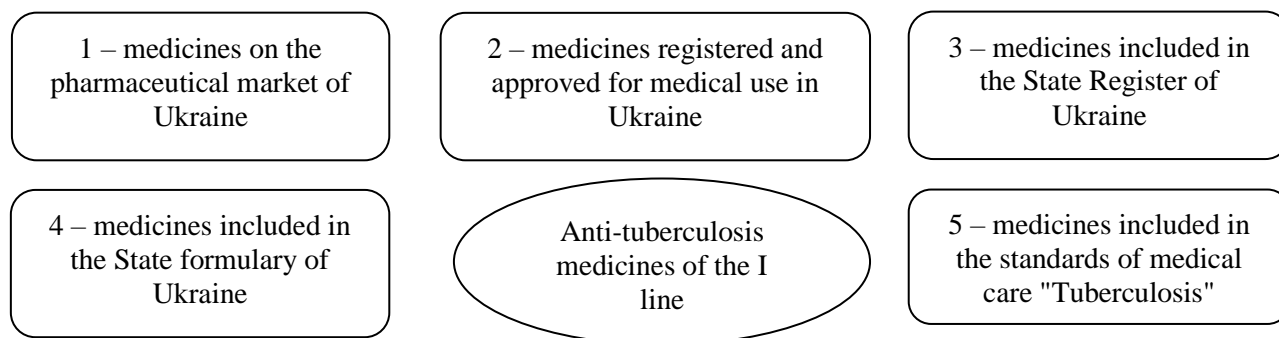 1 – medicines on the
pharmaceutical market of
Ukraine
2 – medicines registered and
approved for medical use in
Ukraine
3 – medicines included in
the State Register of
Ukraine
4 – medicines included in
the State formulary of
Ukraine
Anti-tuberculosis
medicines of the I
line
5 – medicines included in
the standards of medical
care "Tuberculosis"